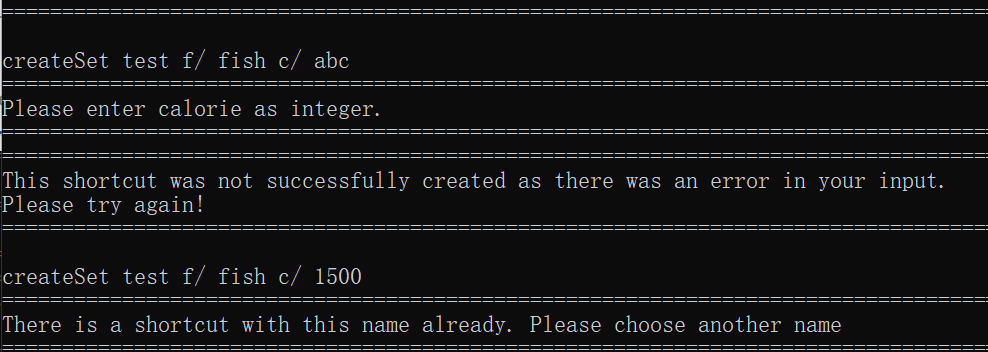 ==================================================================================
createSet test f/ fish c/ abc
==================================================================================
Please enter calorie as integer.
==================================================================================
==================================================================================
This shortcut was not successfully created as there was an error in your input.
Please try again!
==================================================================================
createSet test f/ fish c/ 1500
==================================================================================
There is a shortcut with this name already. Please choose another name
==================================================================================